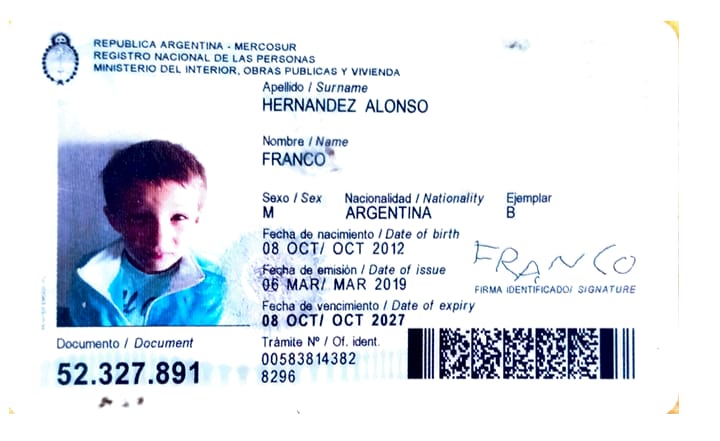 REPUBLICA ARGENTINA - MERCOSUR
REGISTRO NACIONAL DE LAS PERSONAS
MINISTERIO DEL INTERIOR, OBRAS PUBLICAS Y VIVIENDA
Apellido / Surname
HERNANDEZ ALONSO
Nombre / Name
FRANCO
Sexo / Sex Nacionalidad / Nationality Ejemplar
M ARGENTINA B
Fecha de nacimiento / Date of birth
08 OCT/ OCT 2012
Fecha de emisión / Date of issue
06 MAR/ MAR 2019
FRANCO
FIRMA IDENTIFICADO/ SIGNATURE
Fecha de vencimiento / Date of expiry
08 OCT/ OCT 2027
Documento / Document
52.327.891
Trámite Nº / Of. ident.
00583814382
8296